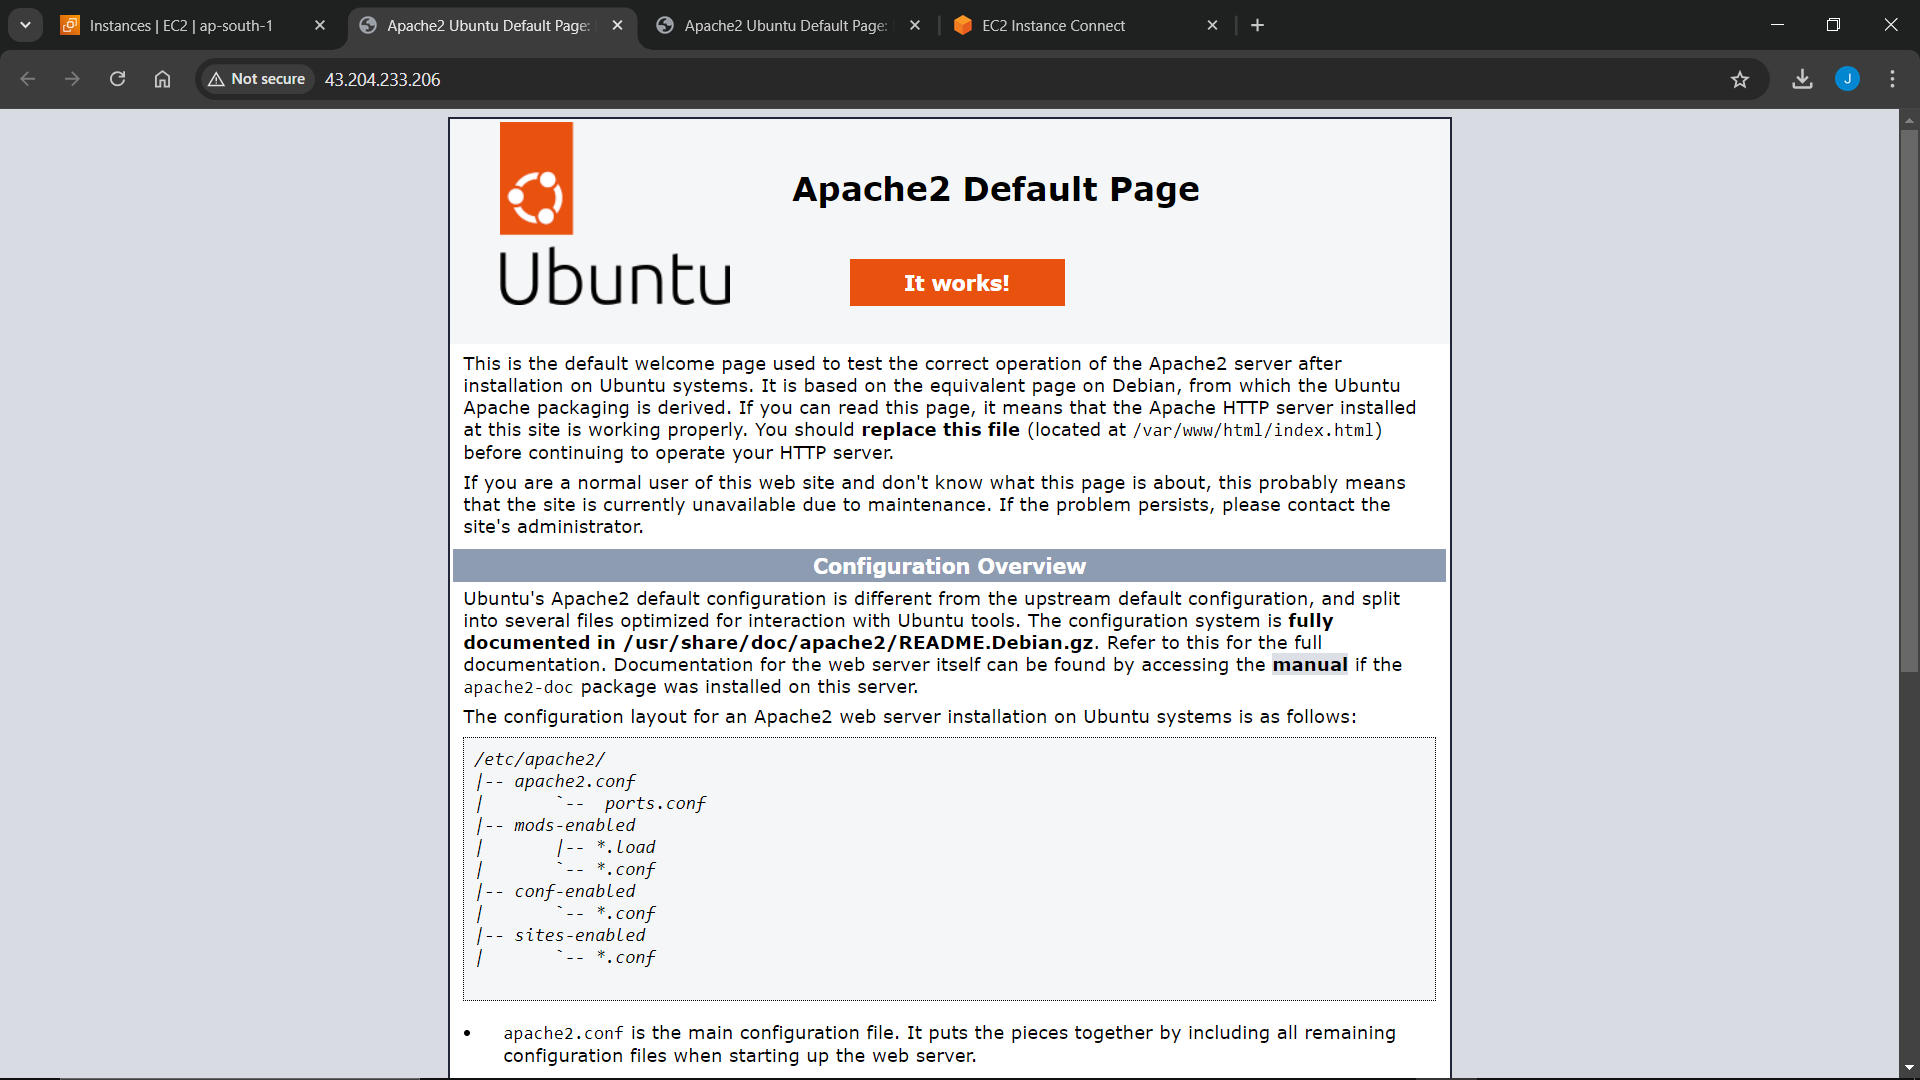 Instances | EC2 | ap-south-1
Apache2 Ubuntu Default Page:
Apache2 Ubuntu Default Page:
EC2 Instance Connect
Not secure
43.204.233.206
J
Ubuntu
Apache2 Default Page
It works!
This is the default welcome page used to test the correct operation of the Apache2 server after
installation on Ubuntu systems. It is based on the equivalent page on Debian, from which the Ubuntu
Apache packaging is derived. If you can read this page, it means that the Apache HTTP server installed
at this site is working properly. You should replace this file (located at /var/www/html/index.html)
before continuing to operate your HTTP server.
If you are a normal user of this web site and don't know what this page is about, this probably means
that the site is currently unavailable due to maintenance. If the problem persists, please contact the
site's administrator.
Configuration Overview
Ubuntu's Apache2 default configuration is different from the upstream default configuration, and split
into several files optimized for interaction with Ubuntu tools. The configuration system is fully
documented in /usr/share/doc/apache2/README.Debian.gz. Refer to this for the full
documentation. Documentation for the web server itself can be found by accessing the manual if the
apache2-doc package was installed on this server.
The configuration layout for an Apache2 web server installation on Ubuntu systems is as follows:
/etc/apache2/
|-- apache2.conf
|       `--  ports.conf
|-- mods-enabled
|       |-- *.load
|       `-- *.conf
|-- conf-enabled
|       `-- *.conf
|-- sites-enabled
|       `-- *.conf
• apache2.conf is the main configuration file. It puts the pieces together by including all remaining
configuration files when starting up the web server.